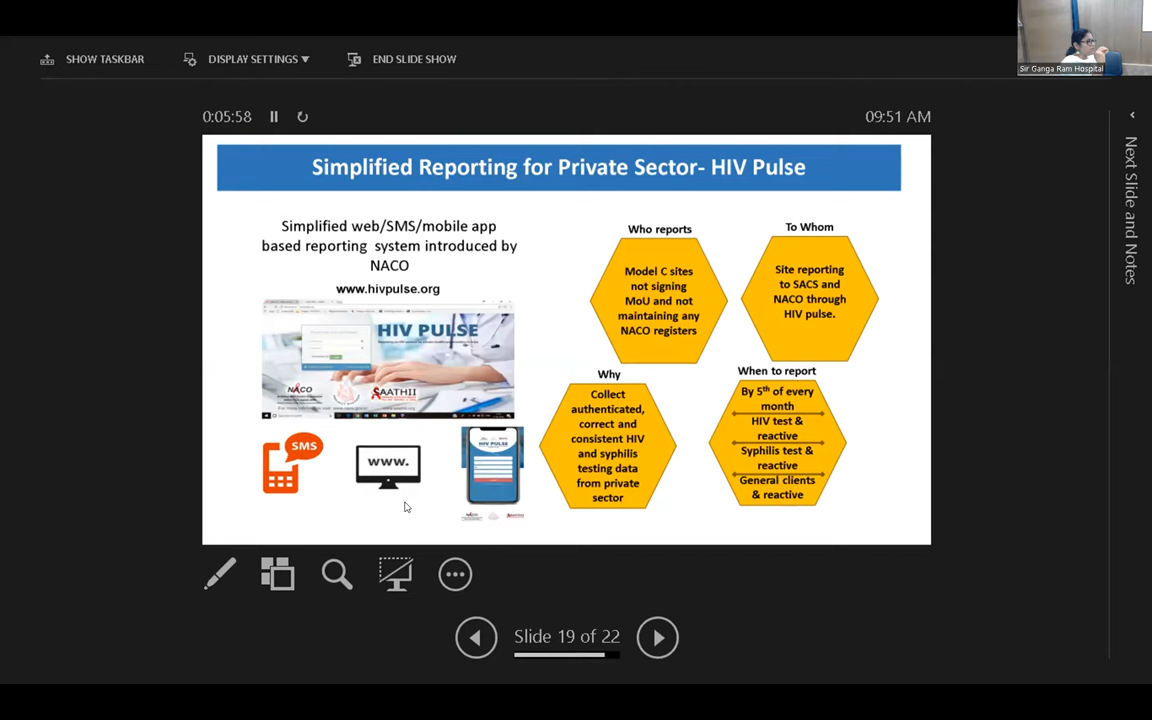 Sir Ganga Ram Hospital
SHOW TASKBAR
DISPLAY SETTINGS
END SLIDE SHOW
0:05:58
09:51 AM
Next Slide and Notes
Simplified Reporting for Private Sector- HIV Pulse
Simplified web/SMS/mobile app
based reporting system introduced by
NACO
www.hivpulse.org
HIV PULSE
NACO
SAATHII
SMS
www.
HIV PULSE
Who reports
Model C sites
not signing
MoU and not
maintaining any
NACO registers
To Whom
Site reporting
to SACS and
NACO through
HIV pulse.
Why
Collect
authenticated,
correct and
consistent HIV
and syphilis
testing data
from private
sector
When to report
By 5th of every
month
HIV test &
reactive
Syphilis test &
reactive
General clients
& reactive
Slide 19 of 22